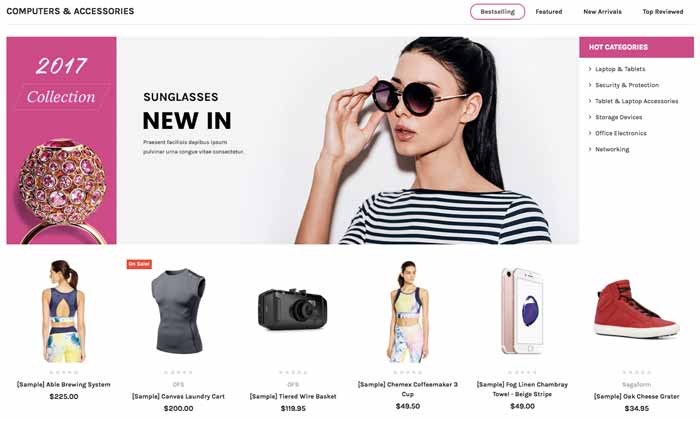 COMPUTERS & ACCESSORIES
Bestselling
Featured
New Arrivals
Top Reviewed
2017
Collection
SUNGLASSES
NEW IN
Praesent facilisis dapibus ipsum
pulvinar urna congue vitae consectetur.
HOT CATEGORIES
Laptop & Tablets
Security & Protection
Tablet & Laptop Accessories
Storage Devices
Office Electronics
Networking
On Sale!
[Sample] Able Brewing System
$225.00
OFS
[Sample] Canvas Laundry Cart
$200.00
OFS
[Sample] Tiered Wire Basket
$119.95
[Sample] Chemex Coffeemaker 3
Cup
$49.50
[Sample] Fog Linen Chambray
Towel - Beige Stripe
$49.00
Sagaform
[Sample] Oak Cheese Grater
$34.95